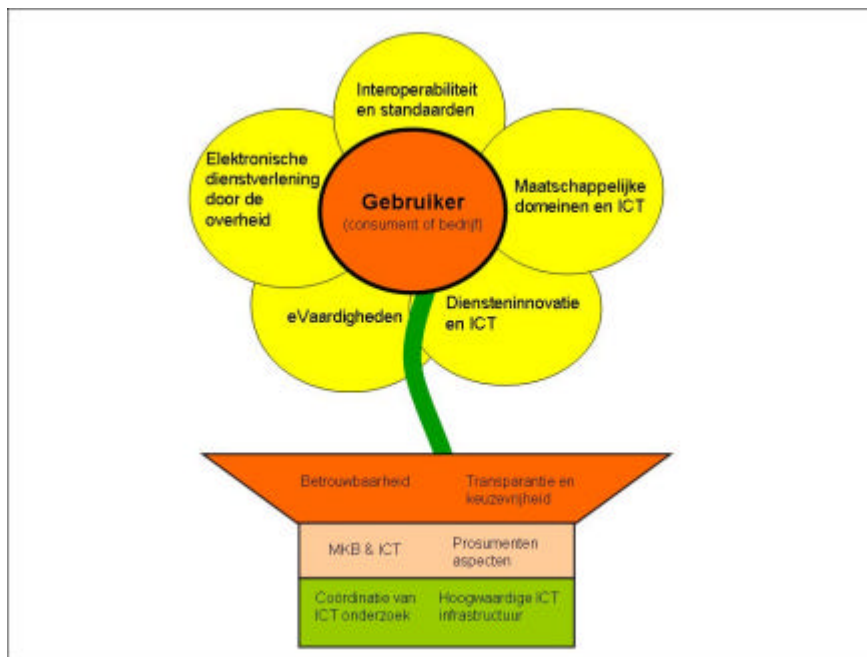 Interoperabiliteit
en standaarden
Elektronische
dienstverlening
door de
overheid
Gebruiker
(consument of bedrijf)
Maatschappelijke
domeinen en ICT
eVaardigheden
Diensteninnovatie
en ICT
Betrouwbaarheid
Transparantie en
keuzevrijheid
MKB & ICT
Prosumenten
aspecten
Coördinatie van
ICT onderzoek
Hoogwaardige ICT
infrastructuur